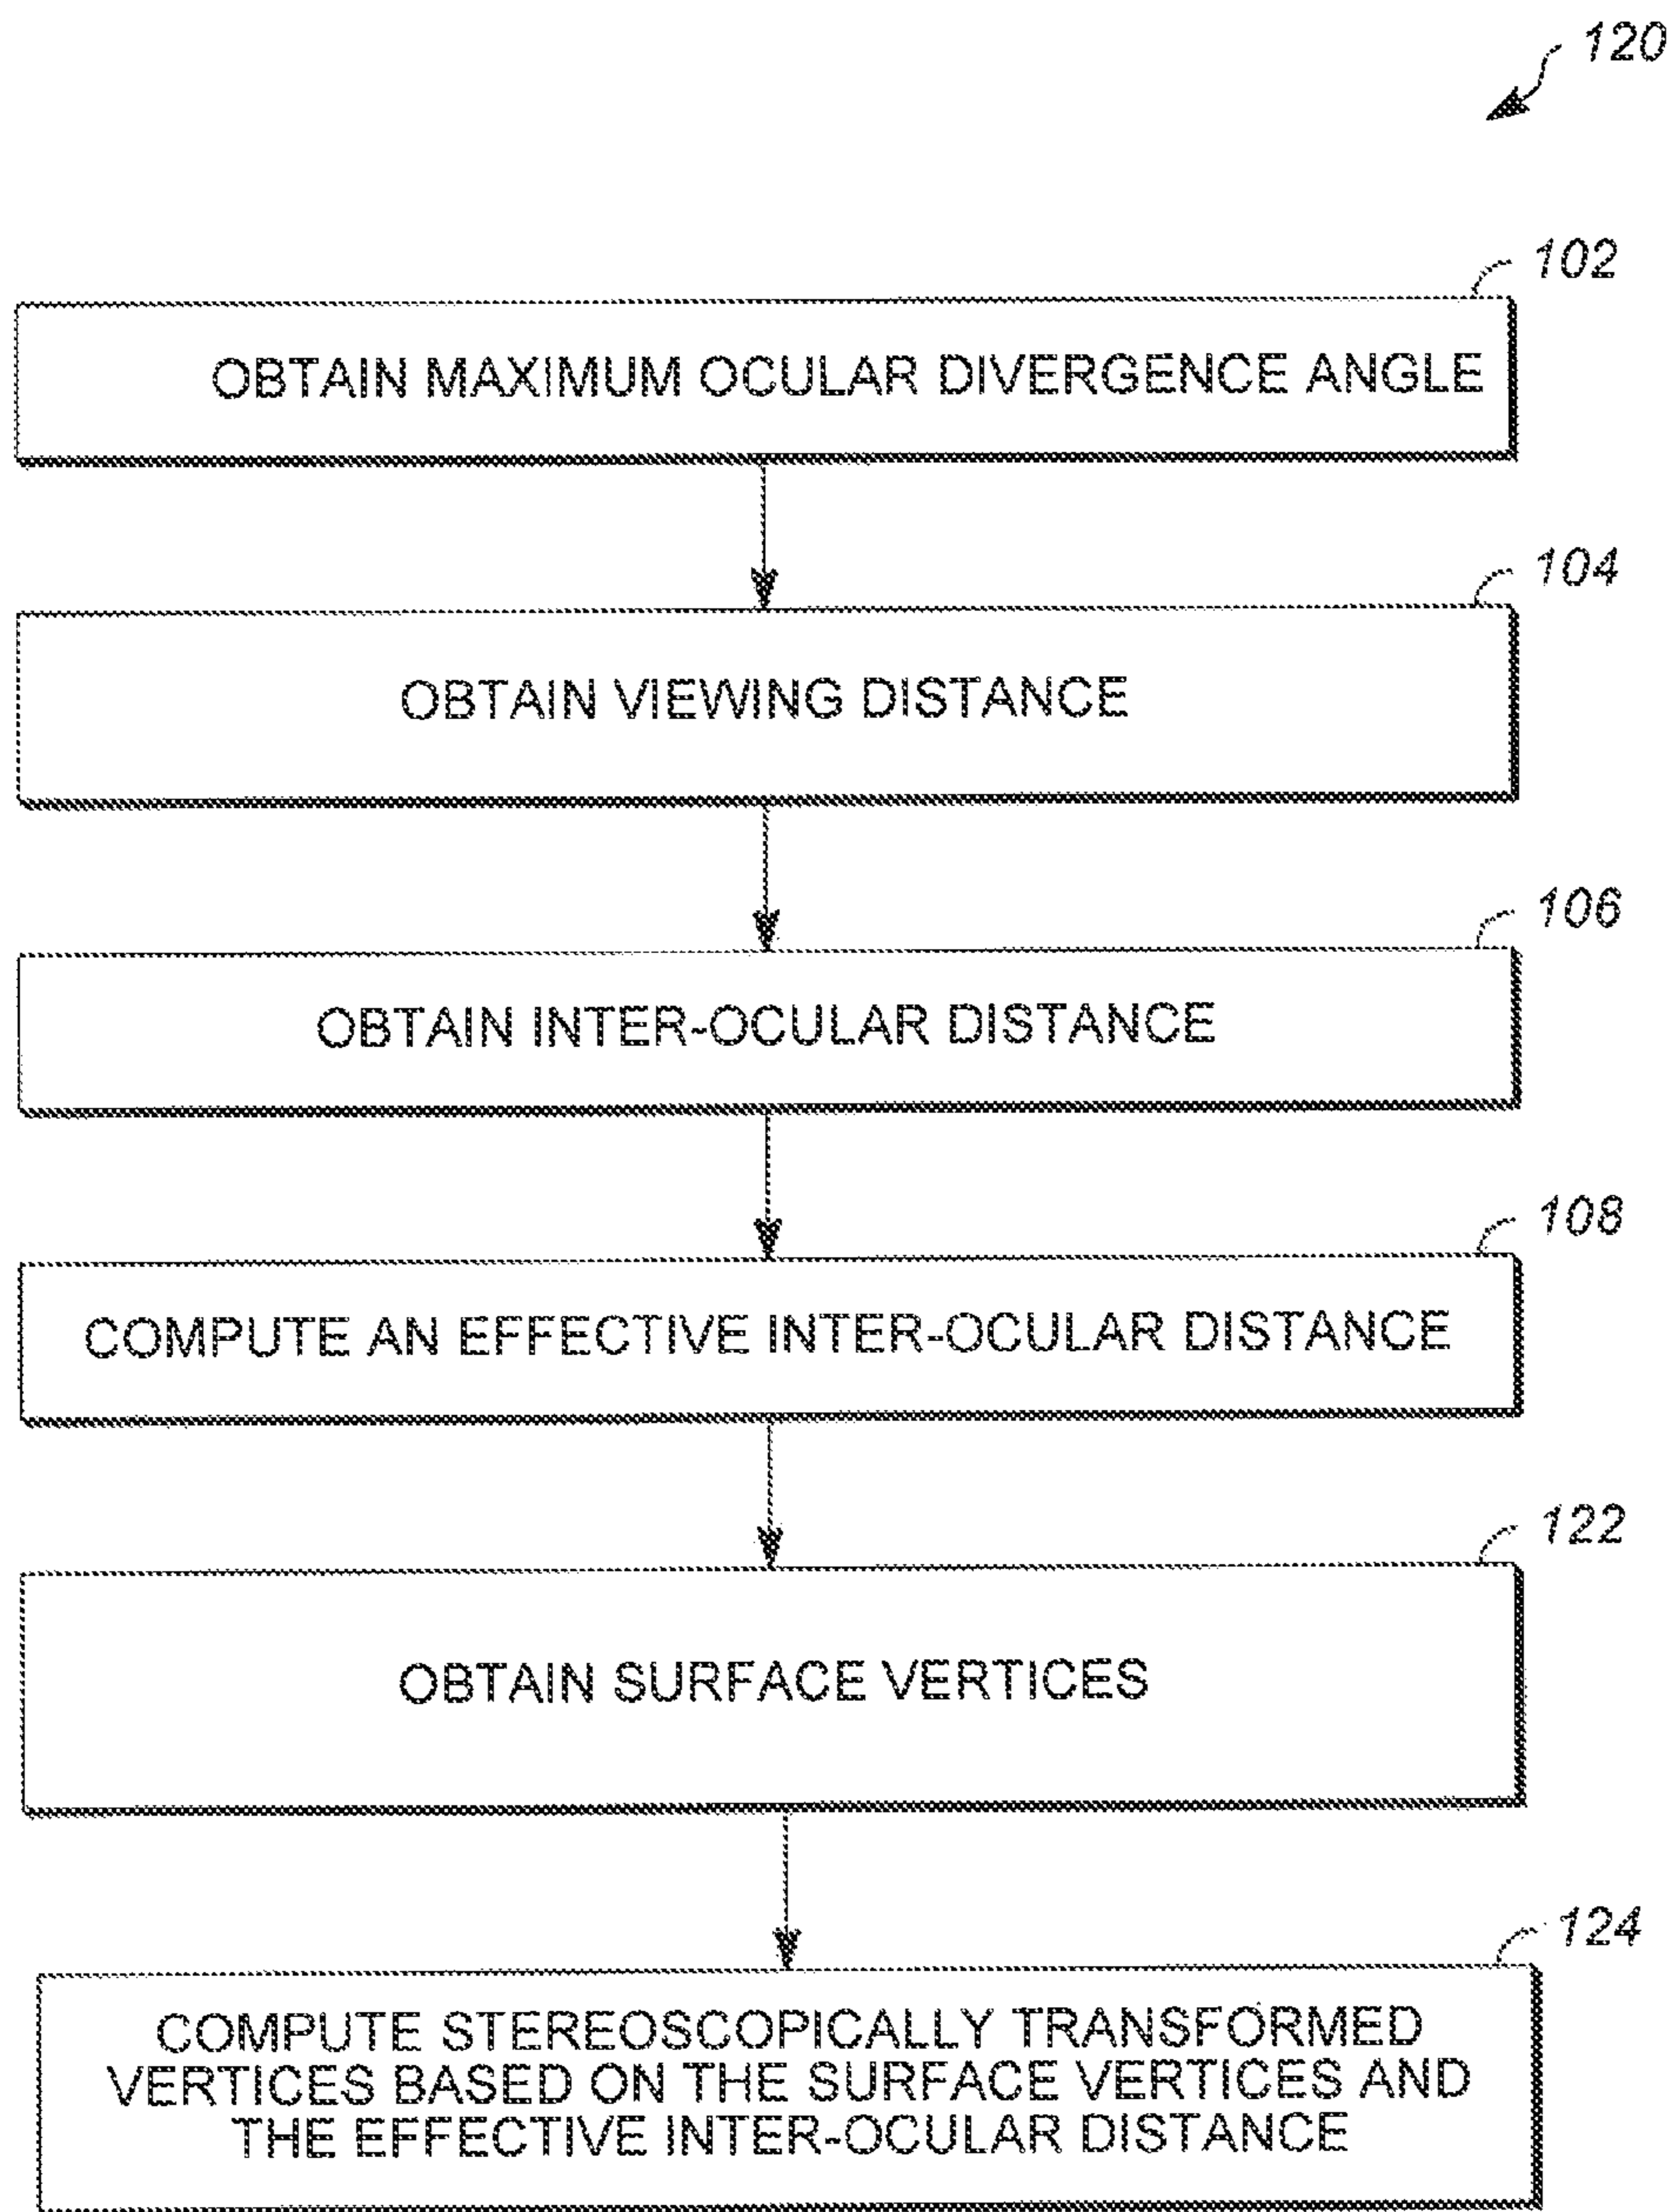 120
102
OBTAIN MAXIMUM OCULAR DIVERGENCE ANGLE
104
OBTAIN VIEWING DISTANCE
106
OBTAIN INTER-OCULAR DISTANCE
108
COMPUTE AN EFFECTIVE INTER-OCULAR DISTANCE
122
OBTAIN SURFACE VERTICES
124
COMPUTE STEREOSCOPICALLY TRANSFORMED
VERTICES BASED ON THE SURFACE VERTICES AND
THE EFFECTIVE INTER-OCULAR DISTANCE